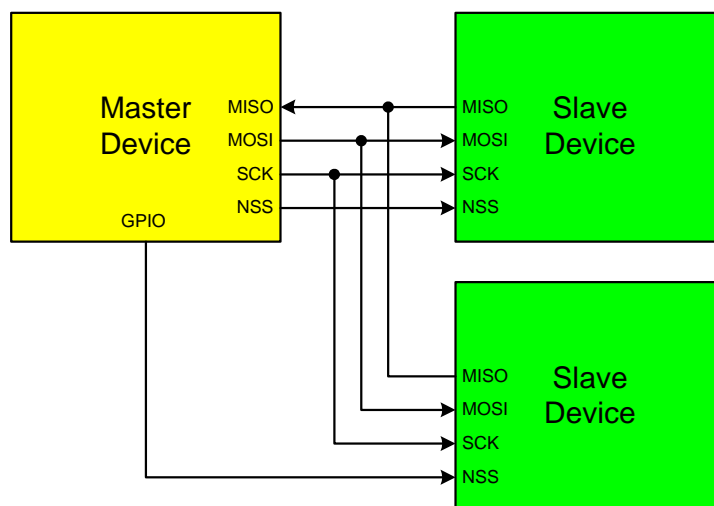 Master
Device
MISO
MOSI
SCK
NSS
GPIO
MISO
MOSI
SCK
NSS
Slave
Device
MISO
MOSI
SCK
NSS
Slave
Device